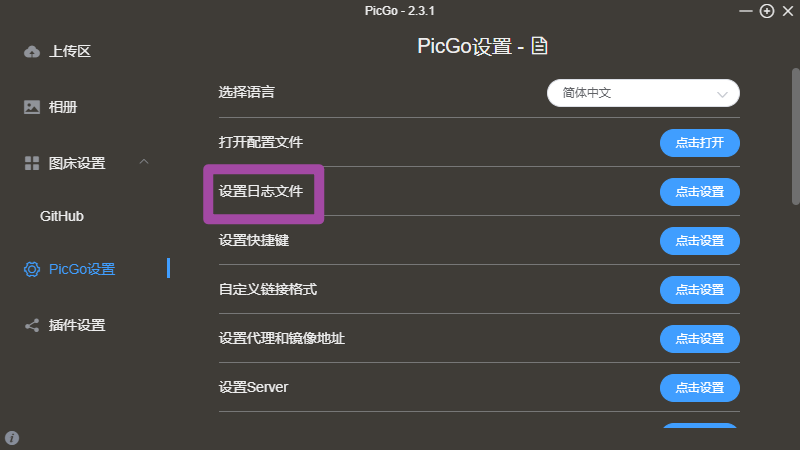 PicGo - 2.3.1
上传区
相册
图床设置
GitHub
PicGo设置
插件设置
PicGo设置 -
选择语言
简体中文
打开配置文件
点击打开
设置日志文件
点击设置
设置快捷键
点击设置
自定义链接格式
点击设置
设置代理和镜像地址
点击设置
设置Server
点击设置